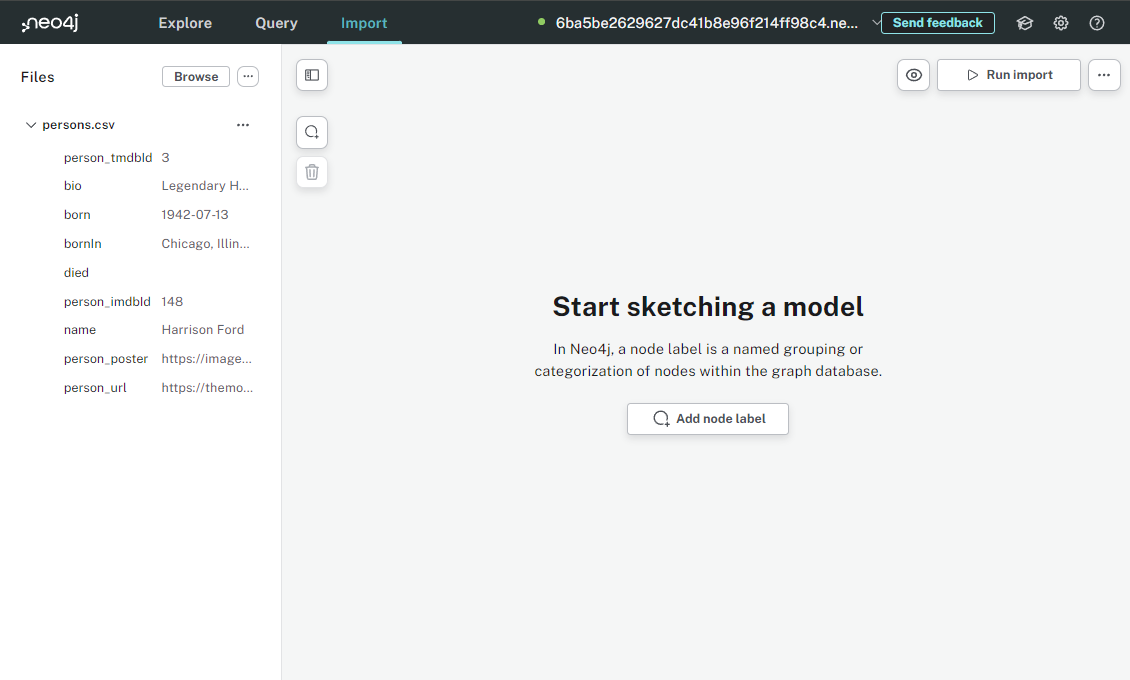 neo4j Explore Query Import 6ba5be2629627dc41b8e96f214ff98c4.ne... Send feedback
Files Browse ...
Run import ...
persons.csv ...
person_tmdbId 3
bio Legendary H...
born 1942-07-13
bornIn Chicago, Illin...
died
person_imdbId 148
name Harrison Ford
person_poster https://image...
person_url https://themo...
Start sketching a model
In Neo4j, a node label is a named grouping or
categorization of nodes within the graph database.
Add node label